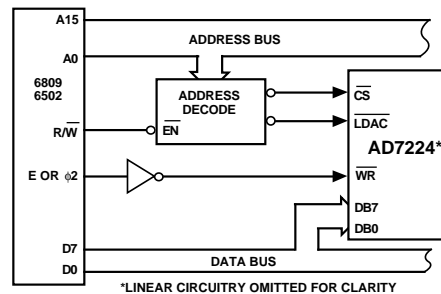 A15
ADDRESS BUS
A0
6809
6502
ADDRESS
DECODE
CS
R/W
EN
LDAC
AD7224*
E OR ϕ2
WR
DB7
DB0
D7
DATA BUS
D0
*LINEAR CIRCUITRY OMITTED FOR CLARITY